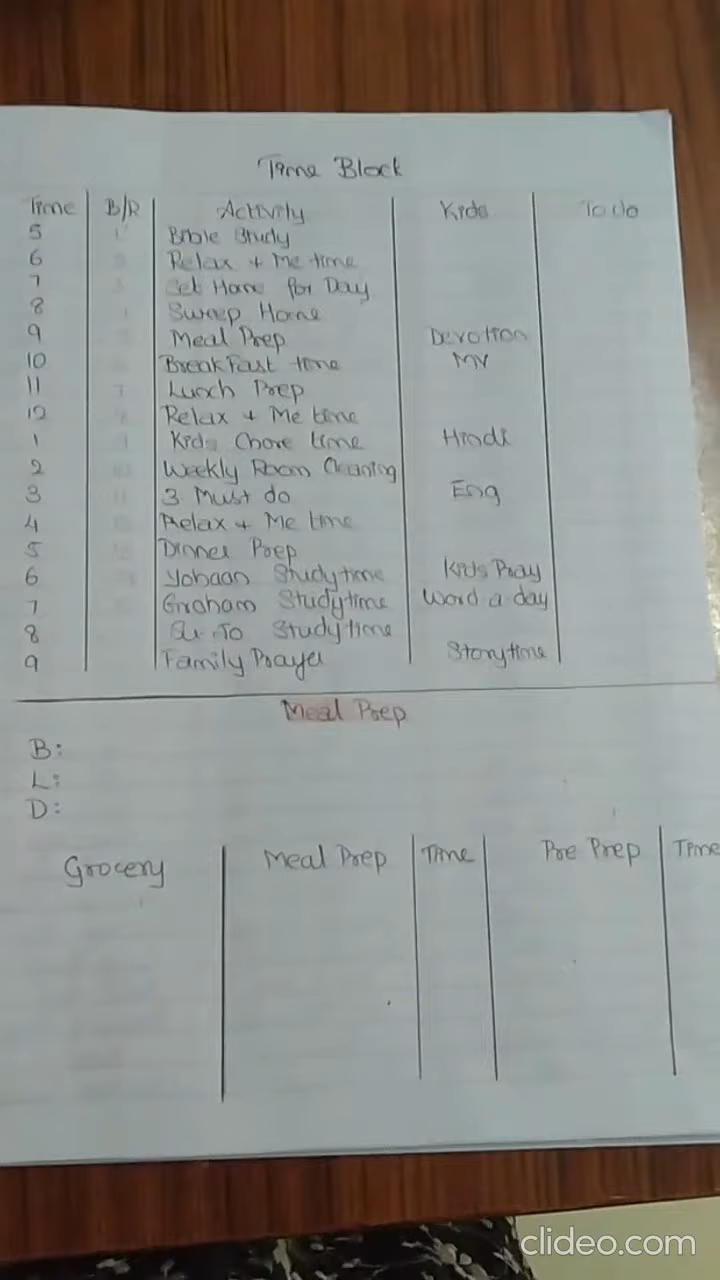 Time Block
Time B/R Activity Kids To do
5 Bible Study
6 Relax + Me time
7 Set Home for Day
8 Sweep Home
9 Meal Prep Devotion
10 BreakFast time MV
11 Lunch Prep
12 Relax + Me time
1 Kids Chore time Hindi
2 Weekly Room Cleaning
3 3 Must do Eng
4 Relax + Me time
5 Dinner Prep
6 Yohaan Studytime Kids Pray
7 Graham Studytime Word a day
8 Studytime
9 Family Prayer Storytime
Meal Prep
B:
L:
D:
Grocery Meal Prep Time Pre Prep Time
clideo.com